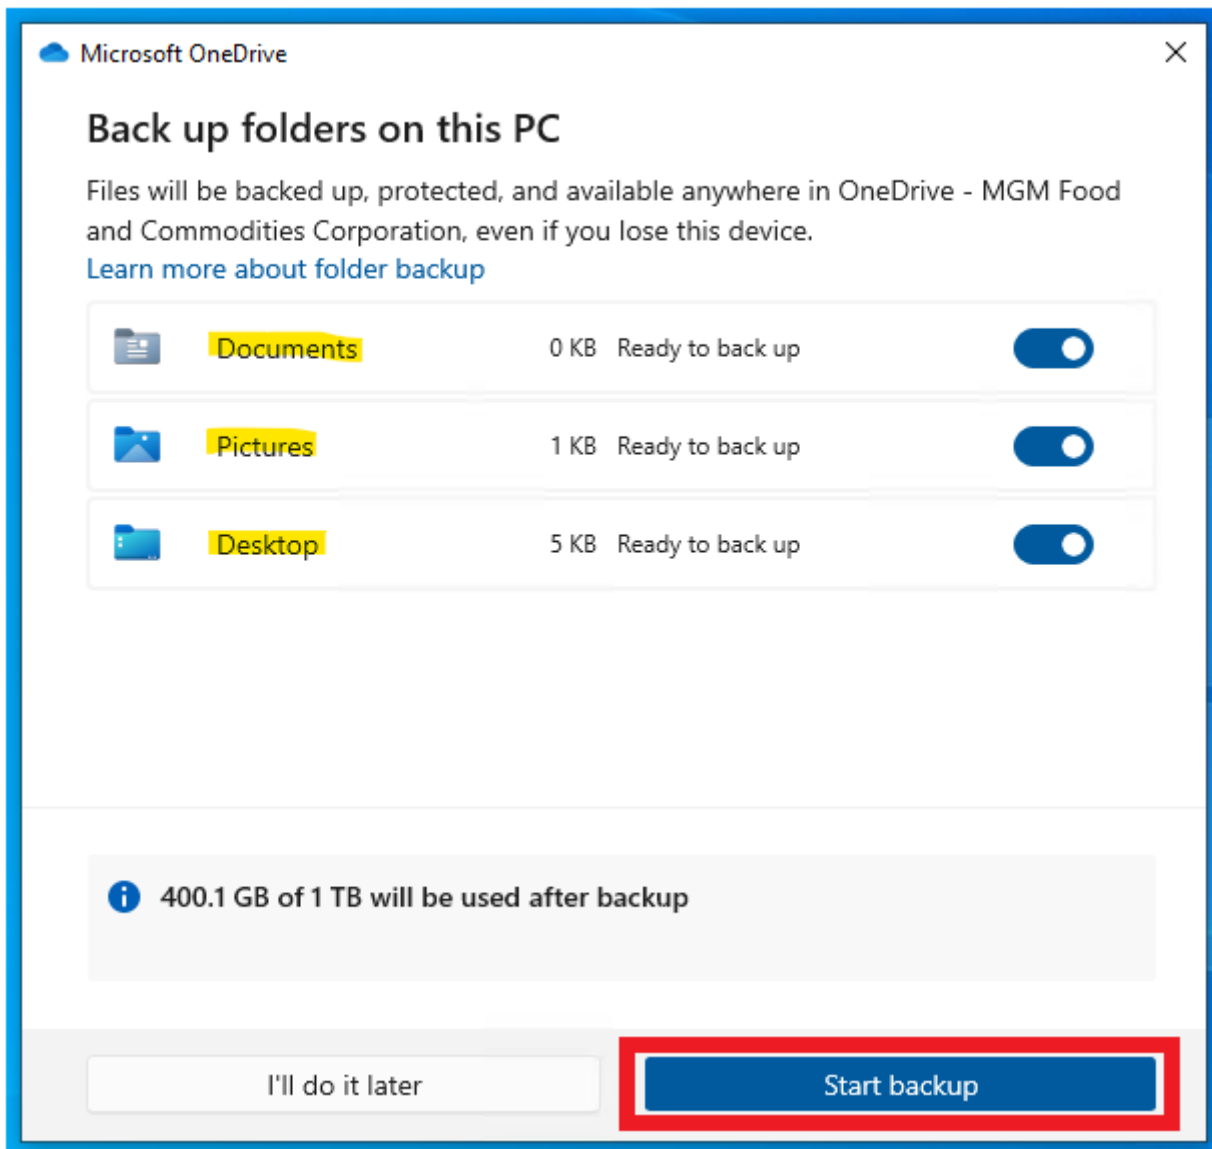 Microsoft OneDrive
Back up folders on this PC
Files will be backed up, protected, and available anywhere in OneDrive - MGM Food
and Commodities Corporation, even if you lose this device.
Learn more about folder backup
Documents 0 KB Ready to back up
Pictures 1 KB Ready to back up
Desktop 5 KB Ready to back up
400.1 GB of 1 TB will be used after backup
I'll do it later Start backup